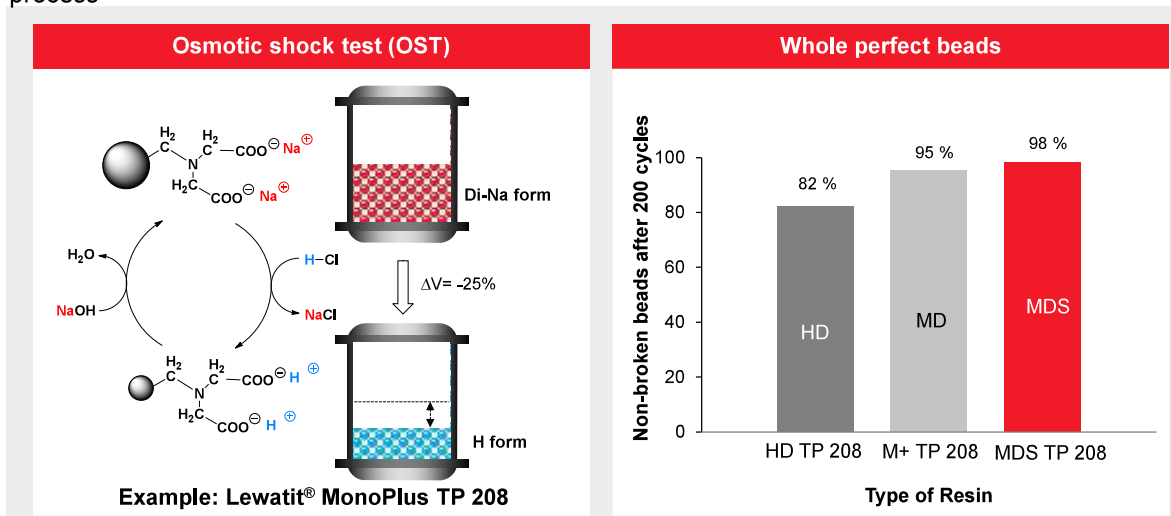 process
Osmotic shock test (OST)
H₂
C
N
H₂
C
COO⊖ Na⊕
H₂C
COO⊖ Na⊕
Di-Na form
H₂O
NaOH
H–Cl
NaCl
ΔV= -25%
H₂
C
N
H₂
C
COO⊖ H ⊕
H₂C
COO⊖ H ⊕
H form
Example: Lewatit® MonoPlus TP 208
Whole perfect beads
Non-broken beads after 200 cycles
100
80
60
40
20
0
82 %
95 %
98 %
HD
MD
MDS
HD TP 208
M+ TP 208
MDS TP 208
Type of Resin